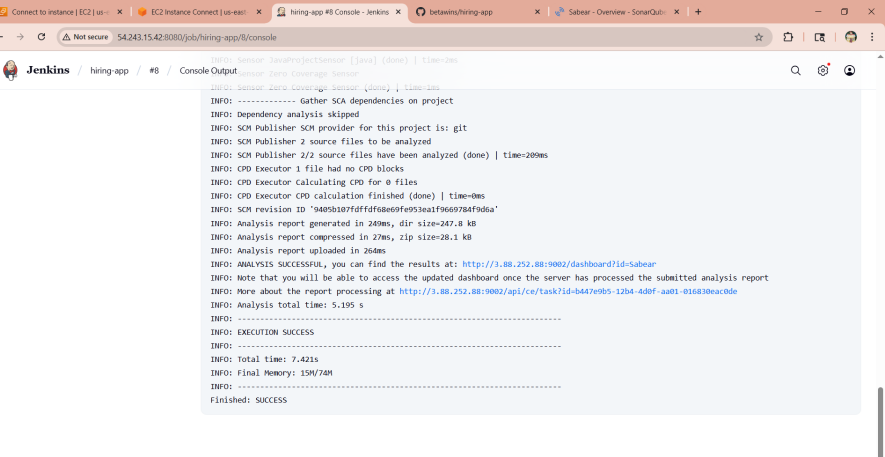 Connect to instance | EC2 | us-e
EC2 Instance Connect | us-east-
hiring-app #8 Console - Jenkins
betawins/hiring-app
Sabear - Overview - SonarQube
Not secure
54.243.15.42:8080/job/hiring-app/8/console
Jenkins / hiring-app / #8 / Console Output
INFO: Sensor JavaProjectSensor [java] (done) | time=2ms
INFO: Sensor Zero Coverage Sensor
INFO: Sensor Zero Coverage Sensor (done) | time=1ms
INFO: ------------- Gather SCA dependencies on project
INFO: Dependency analysis skipped
INFO: SCM Publisher SCM provider for this project is: git
INFO: SCM Publisher 2 source files to be analyzed
INFO: SCM Publisher 2/2 source files have been analyzed (done) | time=209ms
INFO: CPD Executor 1 file had no CPD blocks
INFO: CPD Executor Calculating CPD for 0 files
INFO: CPD Executor CPD calculation finished (done) | time=0ms
INFO: SCM revision ID '9405b107fdffdf68e69fe953ea1f9669784f9d6a'
INFO: Analysis report generated in 249ms, dir size=247.8 kB
INFO: Analysis report compressed in 27ms, zip size=28.1 kB
INFO: Analysis report uploaded in 264ms
INFO: ANALYSIS SUCCESSFUL, you can find the results at: http://3.88.252.88:9002/dashboard?id=Sabear
INFO: Note that you will be able to access the updated dashboard once the server has processed the submitted analysis report
INFO: More about the report processing at http://3.88.252.88:9002/api/ce/task?id=b447e9b5-12b4-4d0f-aa01-016830eac0de
INFO: Analysis total time: 5.195 s
INFO: ------------------------------------------------------------------------
INFO: EXECUTION SUCCESS
INFO: ------------------------------------------------------------------------
INFO: Total time: 7.421s
INFO: Final Memory: 15M/74M
INFO: ------------------------------------------------------------------------
Finished: SUCCESS